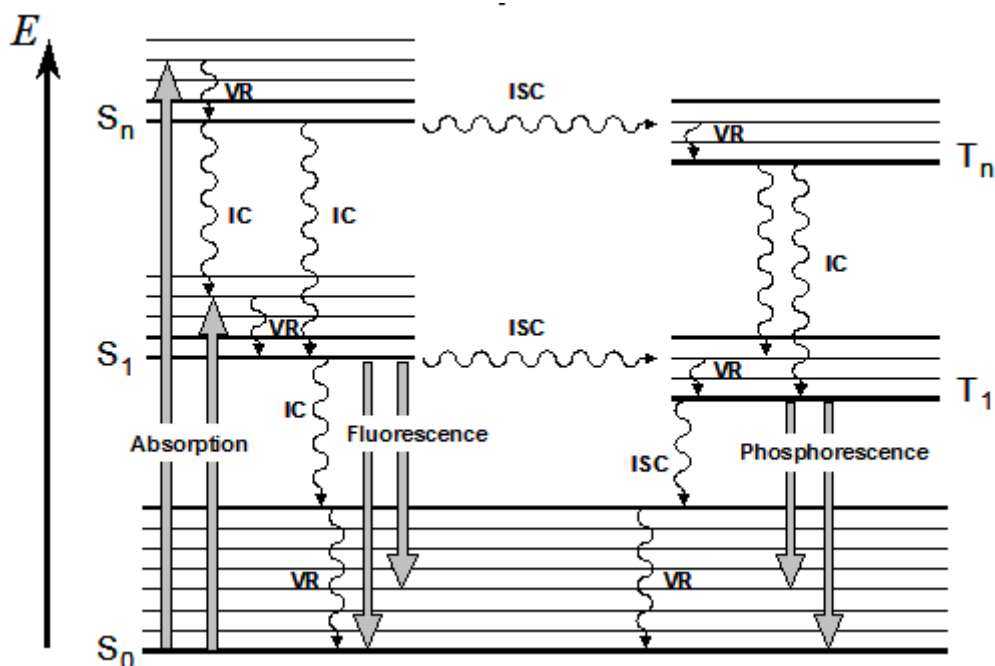 E
VR
ISC
Sn
VR
Tn
IC
IC
IC
VR
ISC
S1
VR
T1
IC
Absorption
Fluorescence
Phosphorescence
ISC
VR
VR
S0